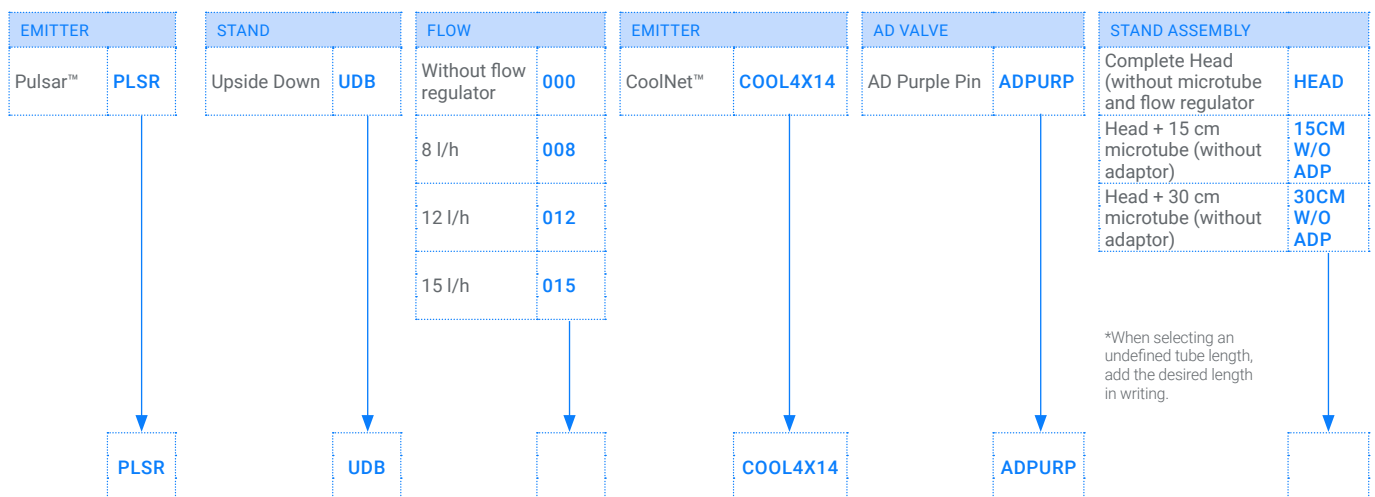 EMITTER
STAND
FLOW
EMITTER
AD VALVE
STAND ASSEMBLY
Pulsar™
PLSR
Upside Down
UDB
Without flow
regulator
000
CoolNet™
COOL4X14
AD Purple Pin
ADPURP
Complete Head
(without microtube
and flow regulator
HEAD
8 l/h
008
Head + 15 cm
microtube (without
adaptor)
15CM
W/O
ADP
12 l/h
012
Head + 30 cm
microtube (without
adaptor)
30CM
W/O
ADP
15 l/h
015
*When selecting an
undefined tube length,
add the desired length
in writing.
PLSR
UDB
COOL4X14
ADPURP